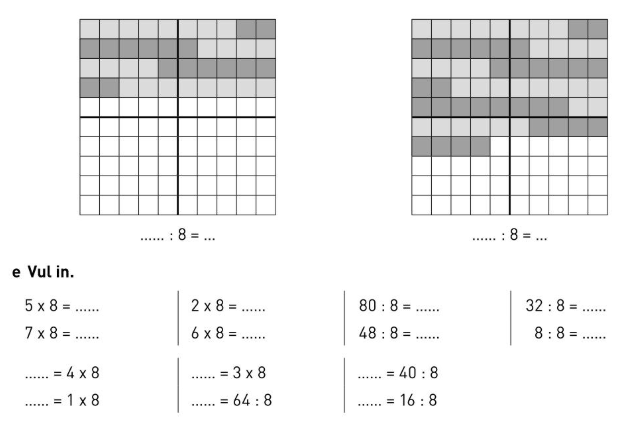 ...... : 8 = ... ...... : 8 = ...
e Vul in.
5 x 8 = ...... 2 x 8 = ...... 80 : 8 = ...... 32 : 8 = ......
7 x 8 = ...... 6 x 8 = ...... 48 : 8 = ...... 8 : 8 = ......
...... = 4 x 8 ...... = 3 x 8 ...... = 40 : 8
...... = 1 x 8 ...... = 64 : 8 ...... = 16 : 8